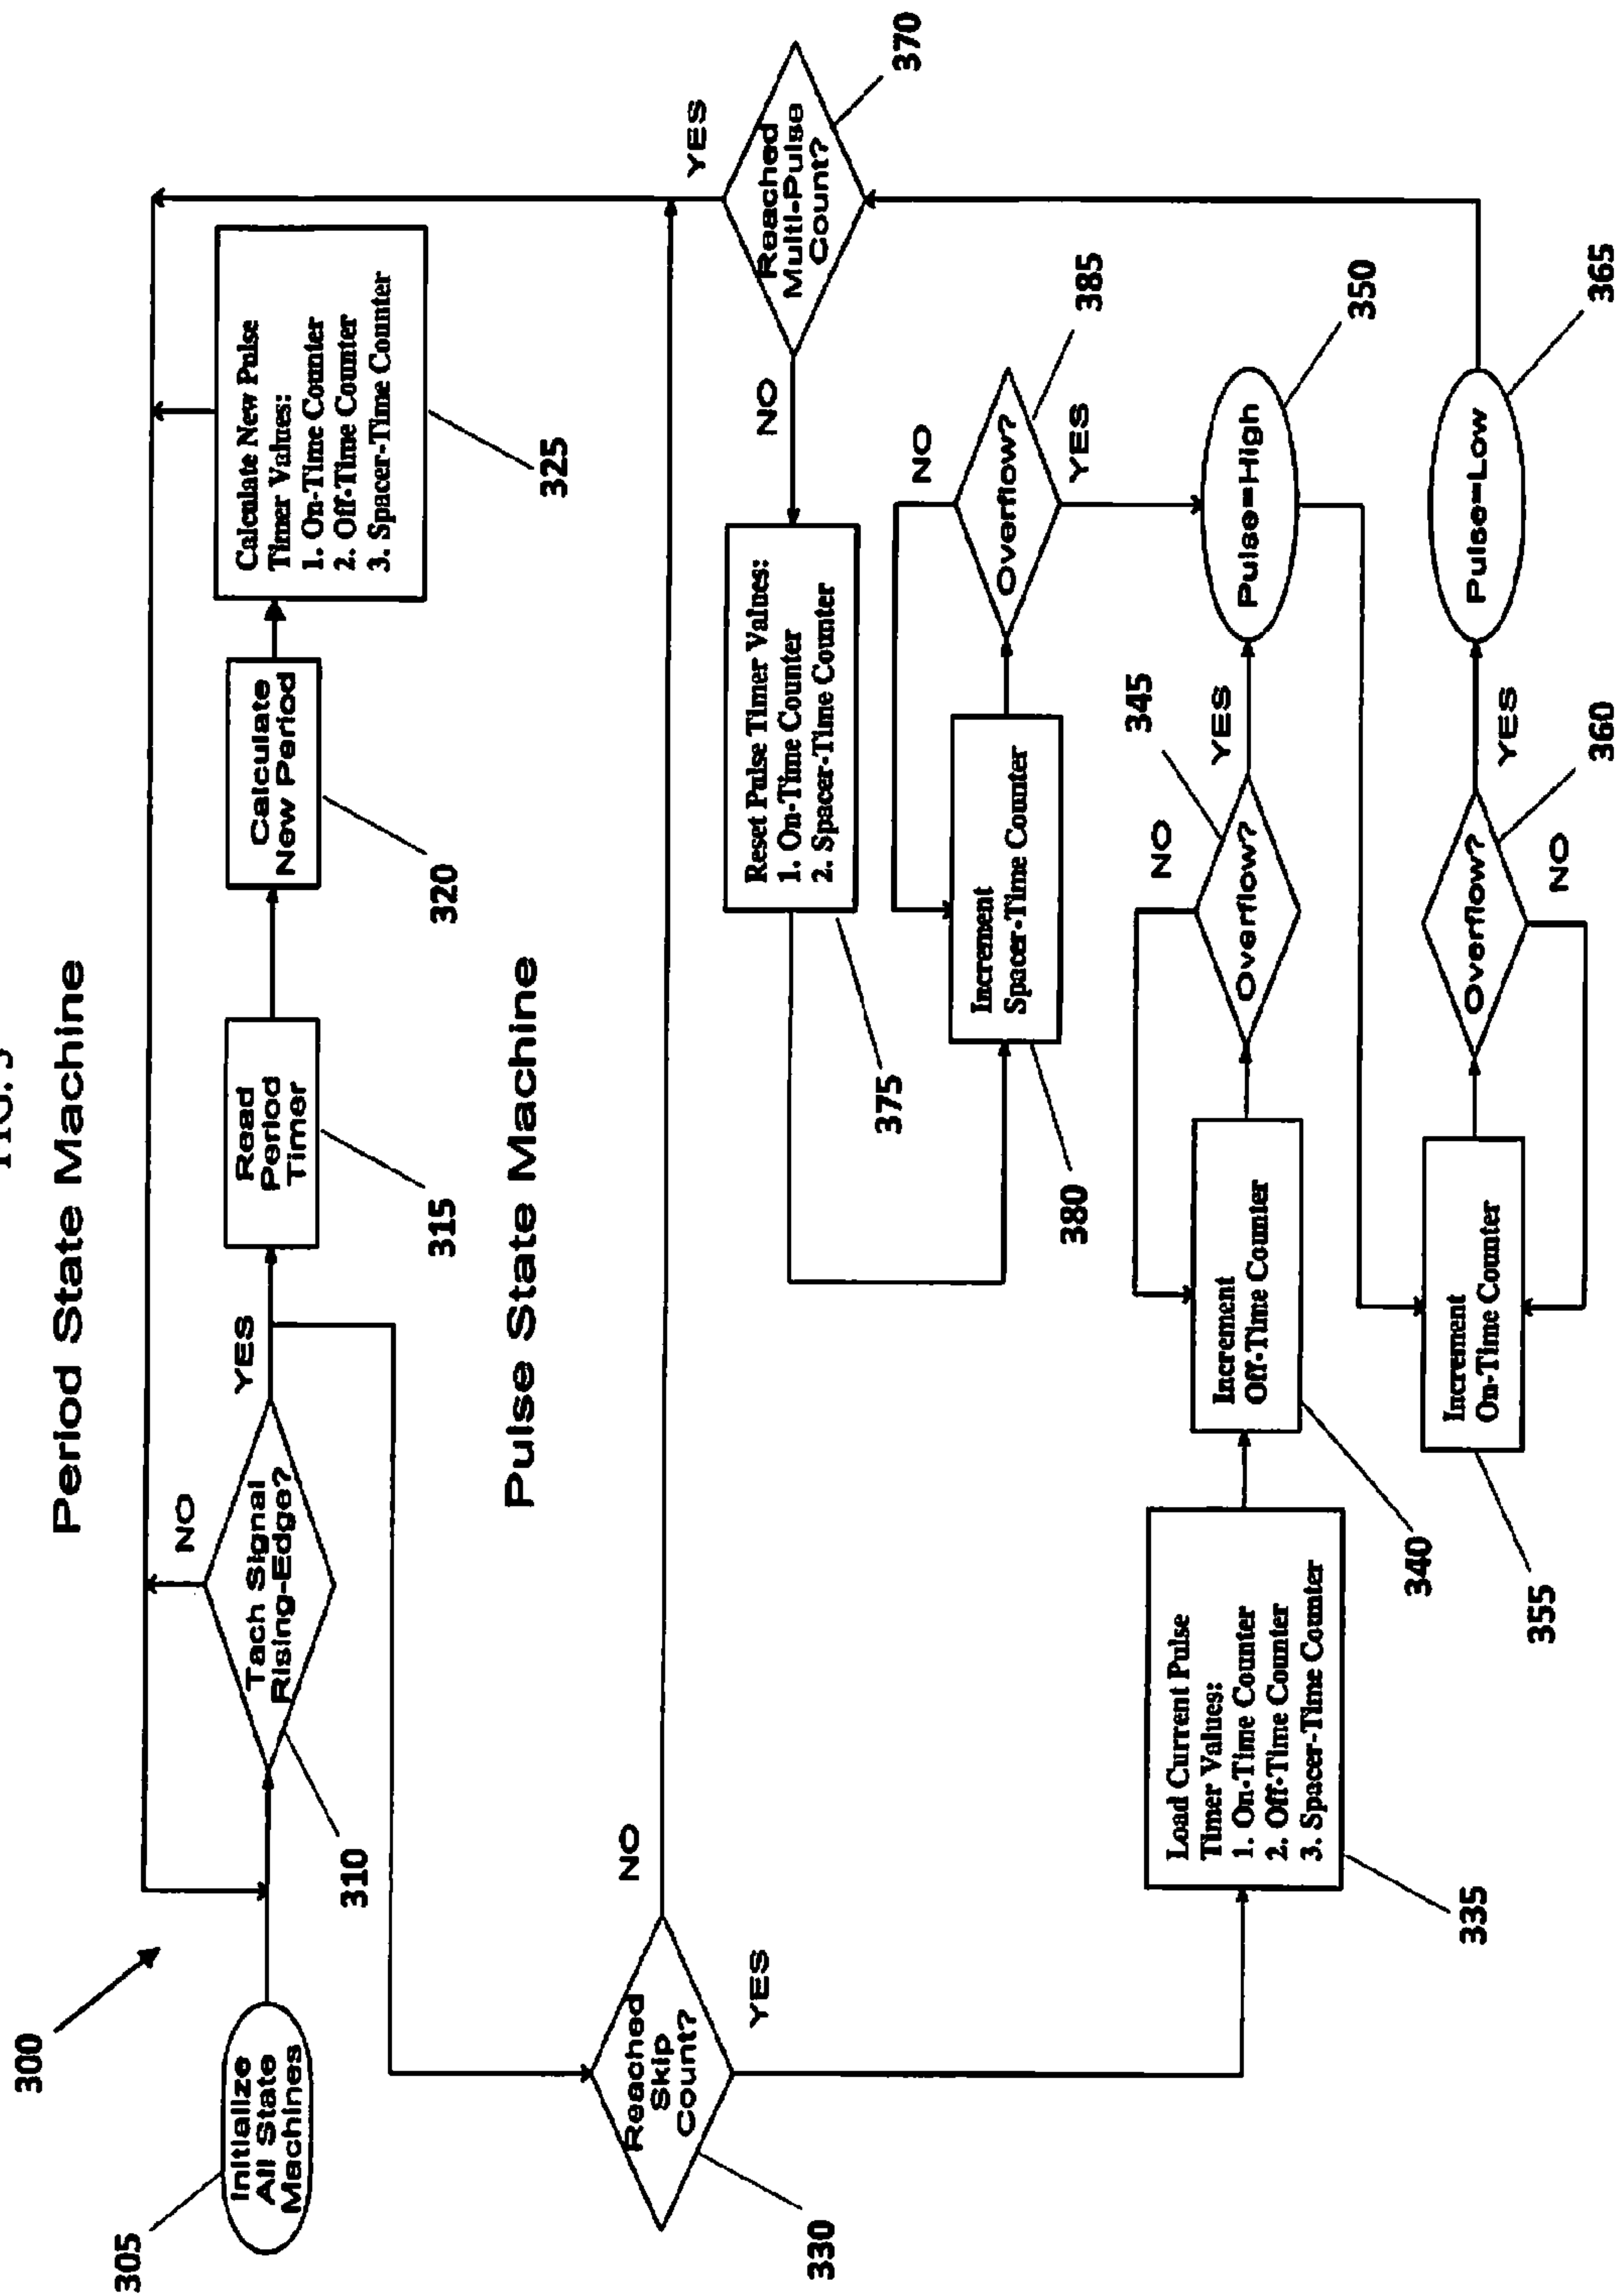 FIG. 3
Period State Machine
300
305
Initialize
All State
Machines
310
Tach Signal
Rising-Edge?
NO
YES
Read
Period
Timer
315
Calculate
New Period
320
Calculate New Pulse
Timer Values:
1. On-Time Counter
2. Off-Time Counter
3. Spacer-Time Counter
325
Pulse State Machine
Reached
Skip
Count?
330
NO
YES
Load Current Pulse
Timer Values:
1. On-Time Counter
2. Off-Time Counter
3. Spacer-Time Counter
335
Increment
Off-Time Counter
340
Overflow?
345
NO
YES
Pulse=High
350
Increment
On-Time Counter
355
Overflow?
360
NO
YES
Pulse=Low
365
Reached
Multi-Pulse
Count?
370
YES
NO
Reset Pulse Timer Values:
1. On-Time Counter
2. Spacer-Time Counter
375
Increment
Spacer-Time Counter
380
Overflow?
385
NO
YES